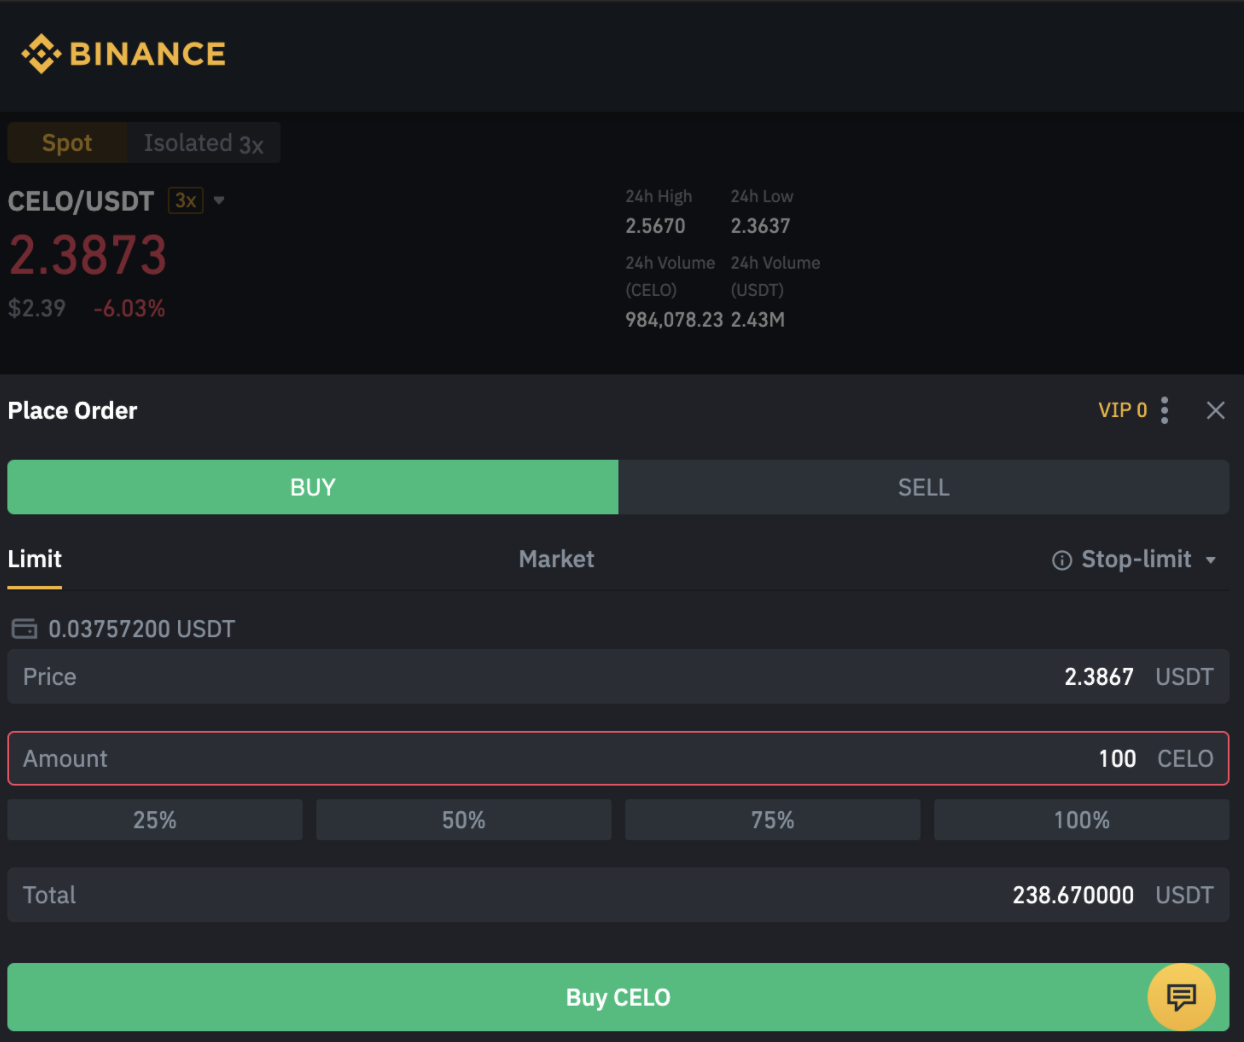 BINANCE
Spot Isolated 3x
CELO/USDT 3x
2.3873
$2.39 -6.03%
24h High 24h Low
2.5670 2.3637
24h Volume 24h Volume
(CELO) (USDT)
984,078.23 2.43M
Place Order VIP 0
BUY SELL
Limit Market Stop-limit
0.03757200 USDT
Price 2.3867 USDT
Amount 100 CELO
25% 50% 75% 100%
Total 238.670000 USDT
Buy CELO